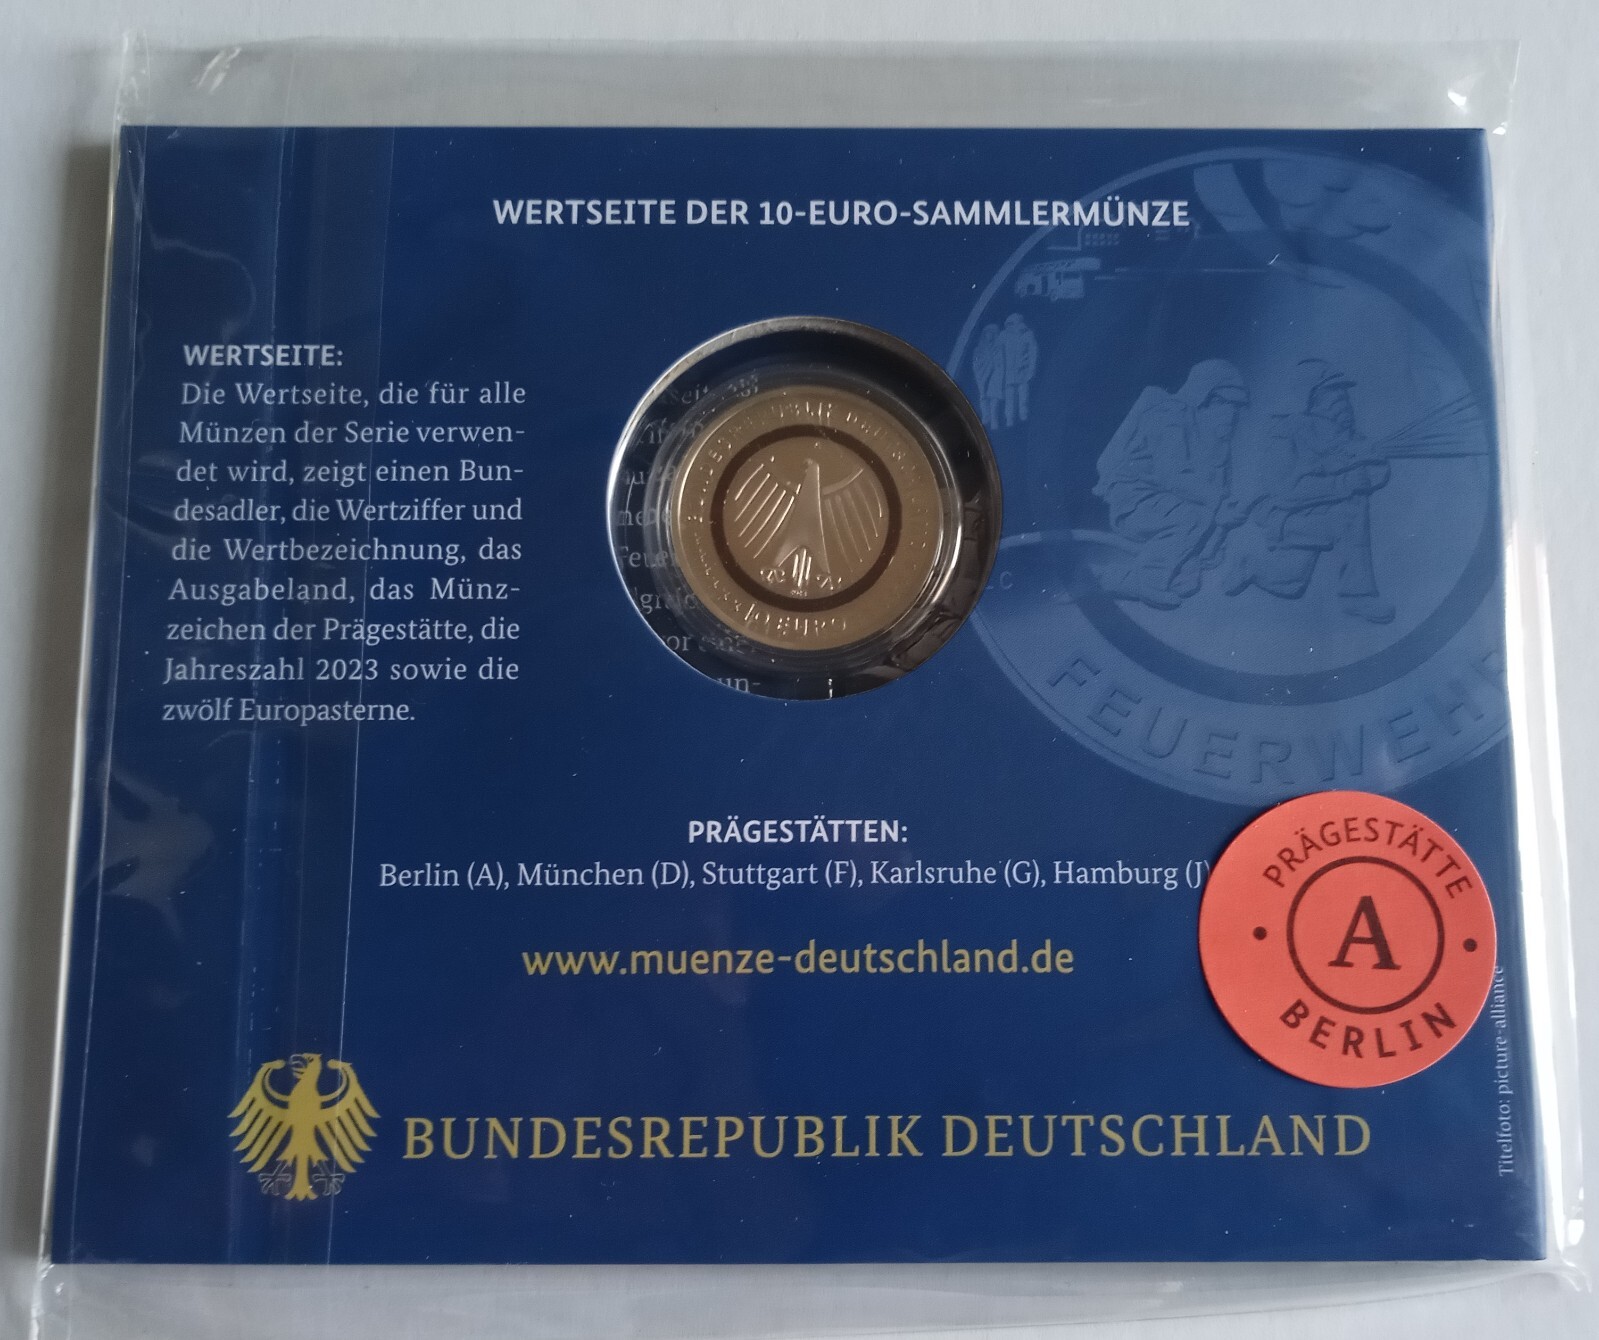 WERTSEITE DER 10-EURO-SAMMLERMÜNZE
WERTSEITE:
Die Wertseite, die für alle
Münzen der Serie verwen-
det wird, zeigt einen Bun-
desadler, die Wertziffer und
die Wertbezeichnung, das
Ausgabeland, das Münz-
zeichen der Prägestätte, die
Jahreszahl 2023 sowie die
zwölf Europasterne.
10 EURO
FEUERWEHR
PRÄGESTÄTTEN:
Berlin (A), München (D), Stuttgart (F), Karlsruhe (G), Hamburg (J)
www.muenze-deutschland.de
PRÄGESTÄTTE
A
BERLIN
Titelfoto: picture-alliance
BUNDESREPUBLIK DEUTSCHLAND